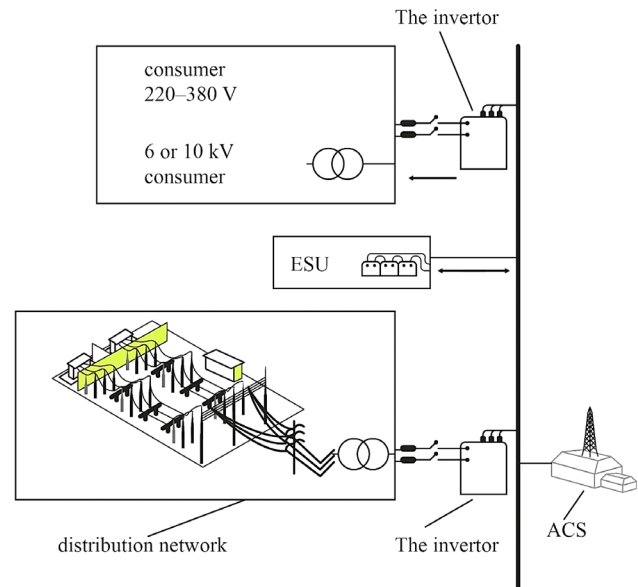 The invertor
consumer
220–380 V
6 or 10 kV
consumer
ESU
distribution network
The invertor
ACS